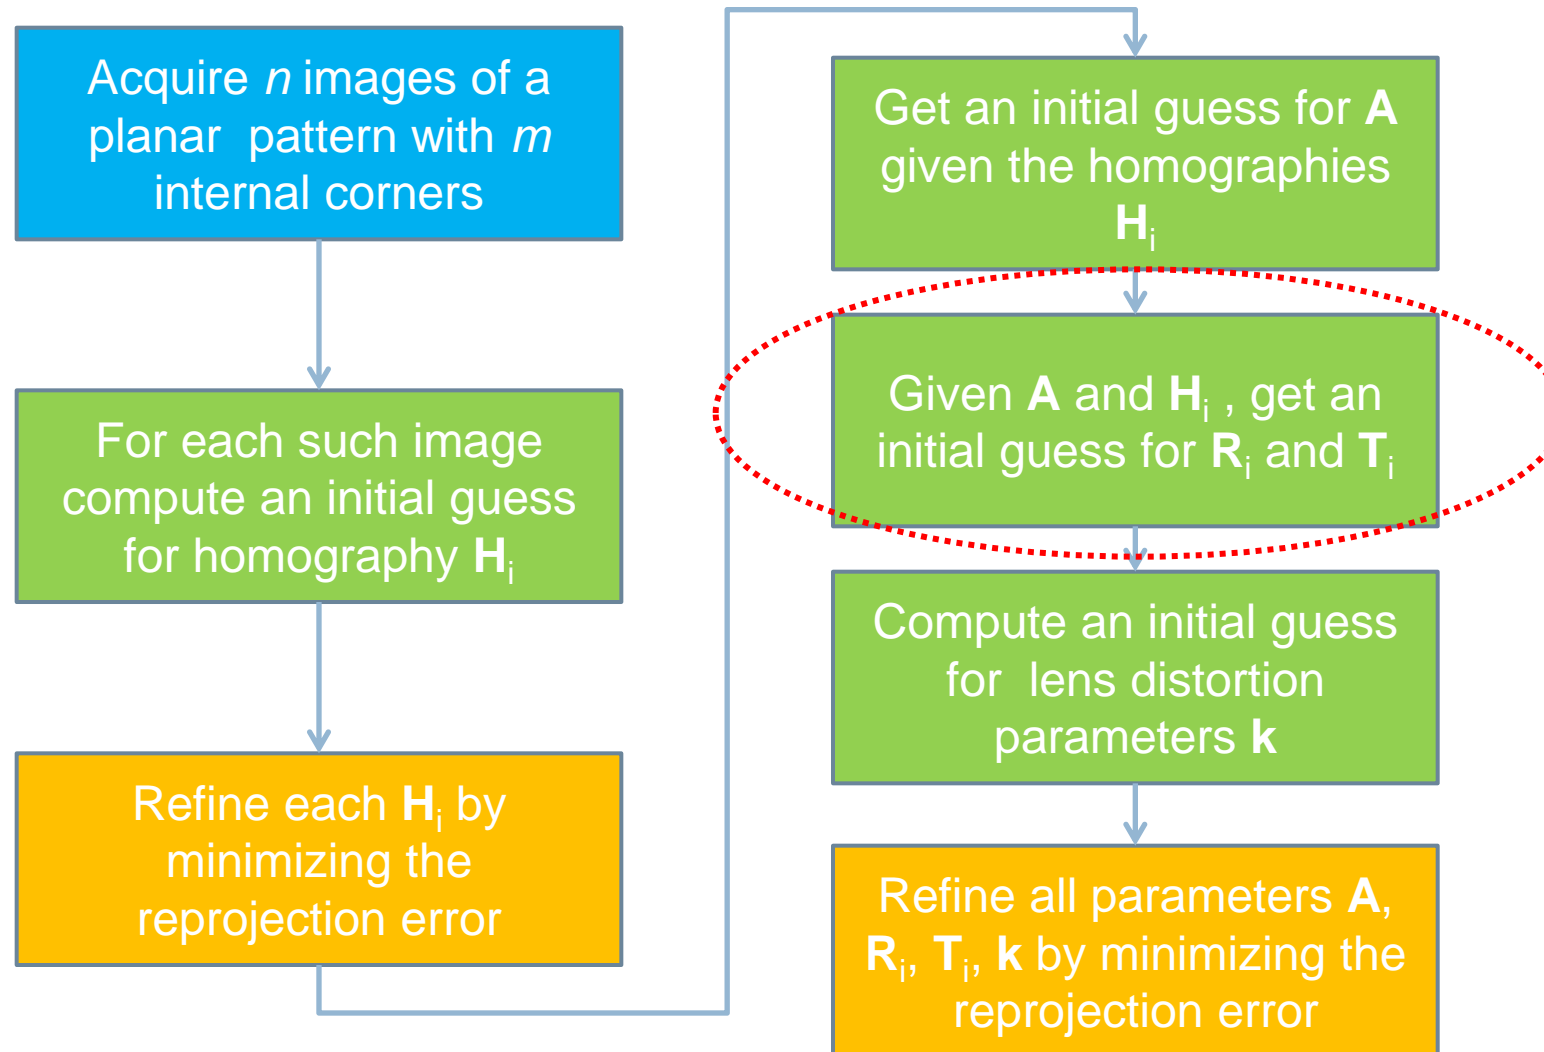 Acquire n images of a
planar pattern with m
internal corners
For each such image
compute an initial guess
for homography Hi
Refine each Hi by
minimizing the
reprojection error
Get an initial guess for A
given the homographies
Hi
Given A and Hi , get an
initial guess for Ri and Ti
Compute an initial guess
for lens distortion
parameters k
Refine all parameters A,
Ri, Ti, k by minimizing the
reprojection error